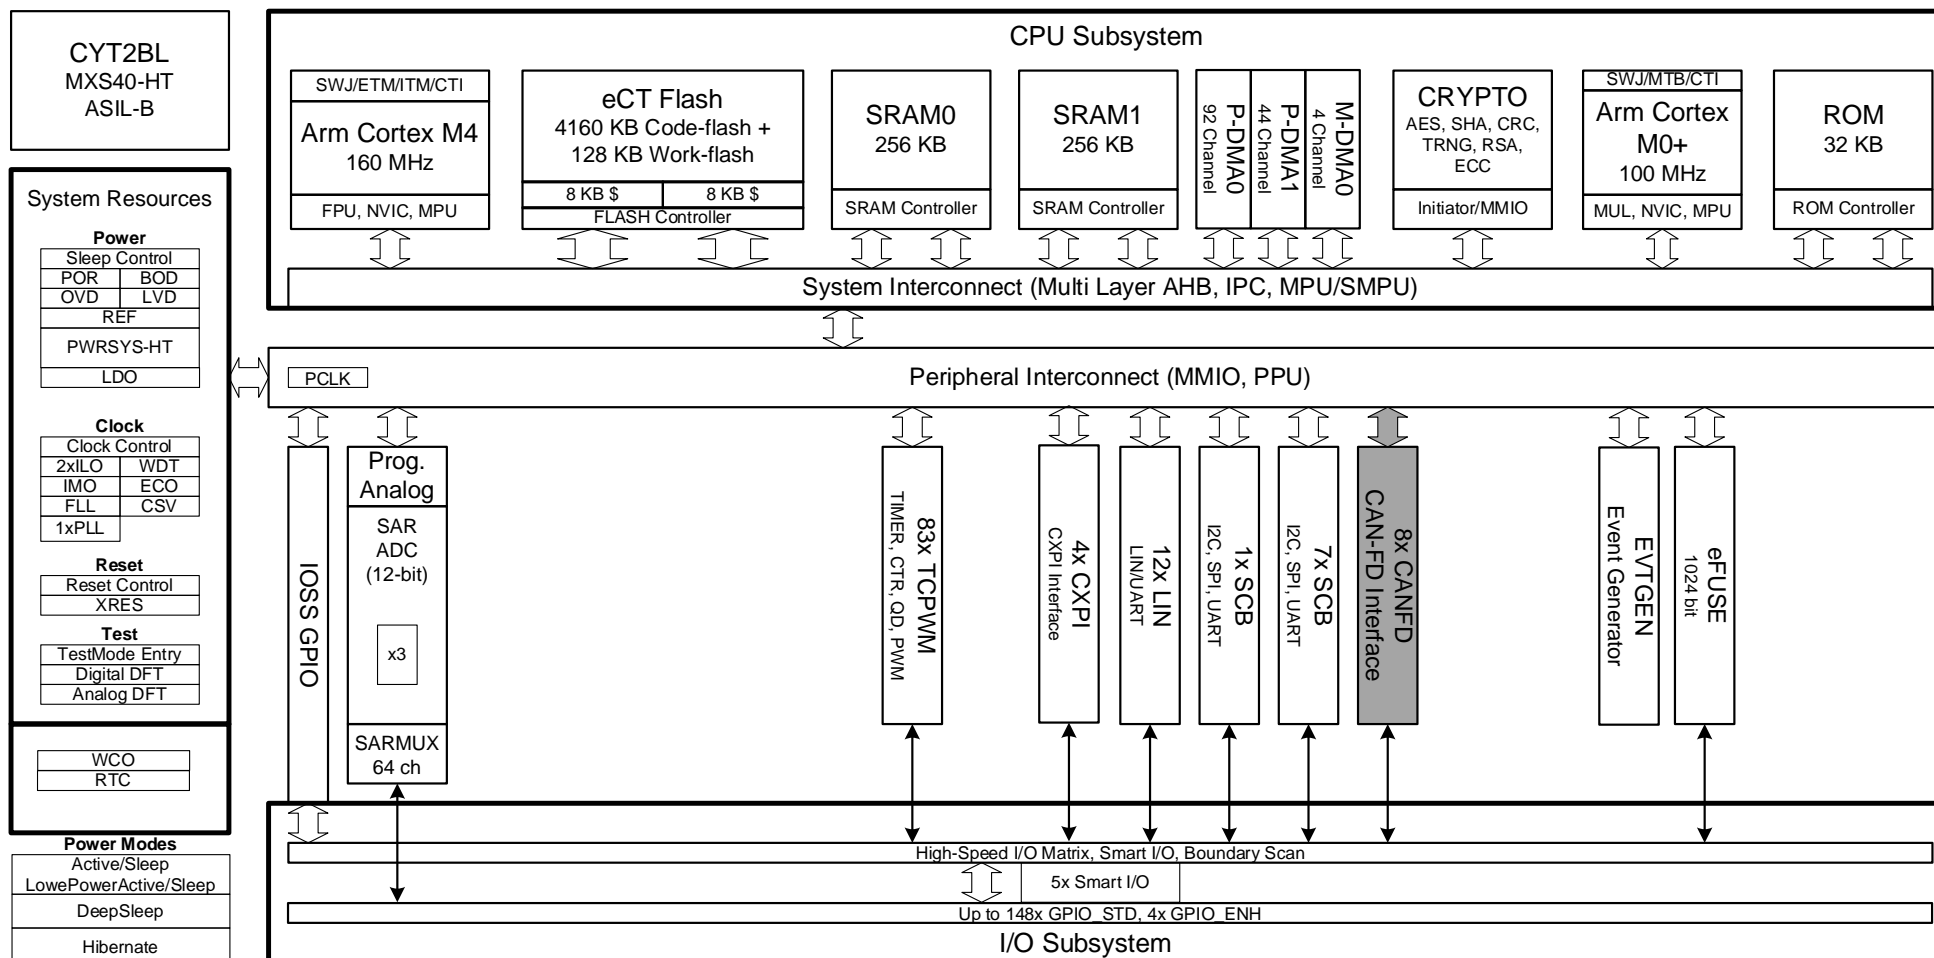 CYT2BL
MXS40-HT
ASIL-B
System Resources
Power
Sleep Control
POR
BOD
OVD
LVD
REF
PWRSYS-HT
LDO
Clock
Clock Control
2xILO
WDT
IMO
ECO
FLL
CSV
1xPLL
Reset
Reset Control
XRES
Test
TestMode Entry
Digital DFT
Analog DFT
WCO
RTC
Power Modes
Active/Sleep
LowePowerActive/Sleep
DeepSleep
Hibernate
CPU Subsystem
SWJ/ETM/ITM/CTI
Arm Cortex M4
160 MHz
FPU, NVIC, MPU
eCT Flash
4160 KB Code-flash +
128 KB Work-flash
8 KB $
8 KB $
FLASH Controller
SRAM0
256 KB
SRAM Controller
SRAM1
256 KB
SRAM Controller
P-DMA0
92 Channel
P-DMA1
44 Channel
M-DMA0
4 Channel
CRYPTO
AES, SHA, CRC,
TRNG, RSA,
ECC
Initiator/MMIO
SWJ/MTB/CTI
Arm Cortex
M0+
100 MHz
MUL, NVIC, MPU
ROM
32 KB
ROM Controller
System Interconnect (Multi Layer AHB, IPC, MPU/SMPU)
PCLK
Peripheral Interconnect (MMIO, PPU)
IOSS GPIO
Prog.
Analog
SAR
ADC
(12-bit)
x3
SARMUX
64 ch
83x TCPWM
TIMER, CTR, QD, PWM
4x CXPI
CXPI Interface
12x LIN
LIN/UART
1x SCB
I2C, SPI, UART
7x SCB
I2C, SPI, UART
8x CANFD
CAN-FD Interface
EVTGEN
Event Generator
eFUSE
1024 bit
High-Speed I/O Matrix, Smart I/O, Boundary Scan
5x Smart I/O
Up to 148x GPIO_STD, 4x GPIO_ENH
I/O Subsystem